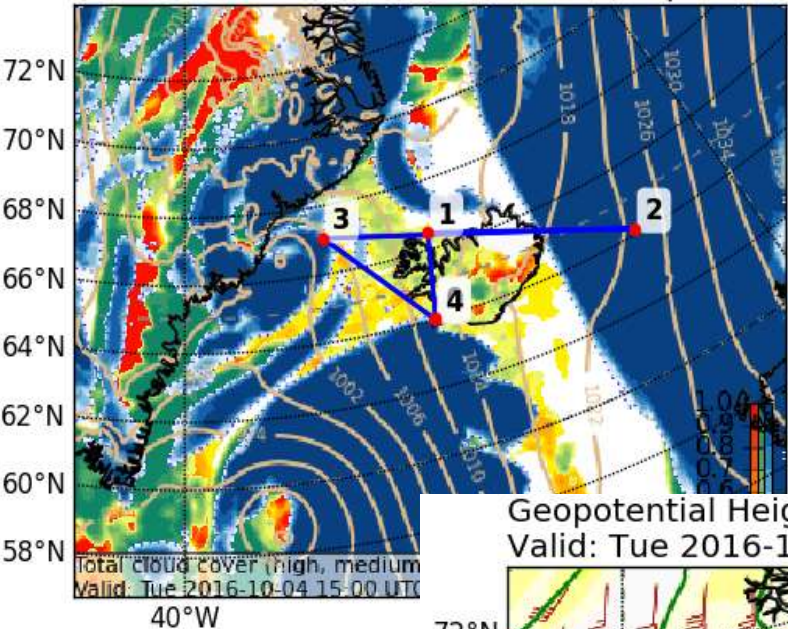 72°N
70°N
68°N
66°N
64°N
62°N
60°N
58°N
40°W
1018
1026
1030
1034
3
1
2
4
1002
1006
1010
1.00
Total cloud cover (high, medium
Valid: Tue 2016-10-04 15:00 UTC
Geopotential Heig
Valid: Tue 2016-1
72°N